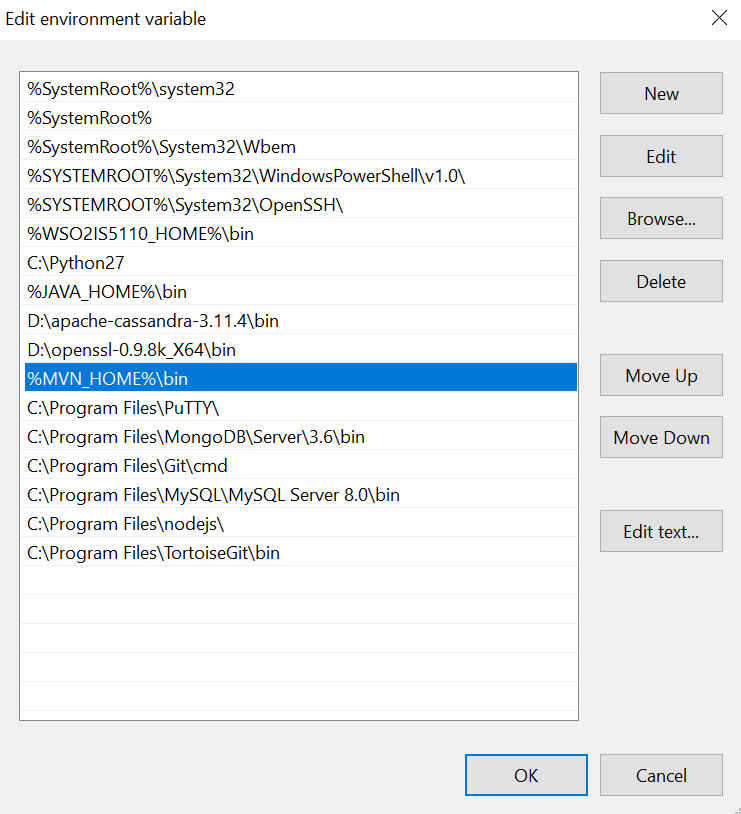 Edit environment variable
%SystemRoot%\system32
New
%SystemRoot%
%SystemRoot%\System32\Wbem
Edit
%SYSTEMROOT%\System32\WindowsPowerShell\v1.0\
%SYSTEMROOT%\System32\OpenSSH\
Browse...
%WSO2IS5110_HOME%\bin
C:\Python27
Delete
%JAVA_HOME%\bin
D:\apache-cassandra-3.11.4\bin
D:\openssl-0.9.8k_X64\bin
%MVN_HOME%\bin
Move Up
C:\Program Files\PuTTY\
C:\Program Files\MongoDB\Server\3.6\bin
Move Down
C:\Program Files\Git\cmd
C:\Program Files\MySQL\MySQL Server 8.0\bin
C:\Program Files\nodejs\
Edit text...
C:\Program Files\TortoiseGit\bin
OK
Cancel